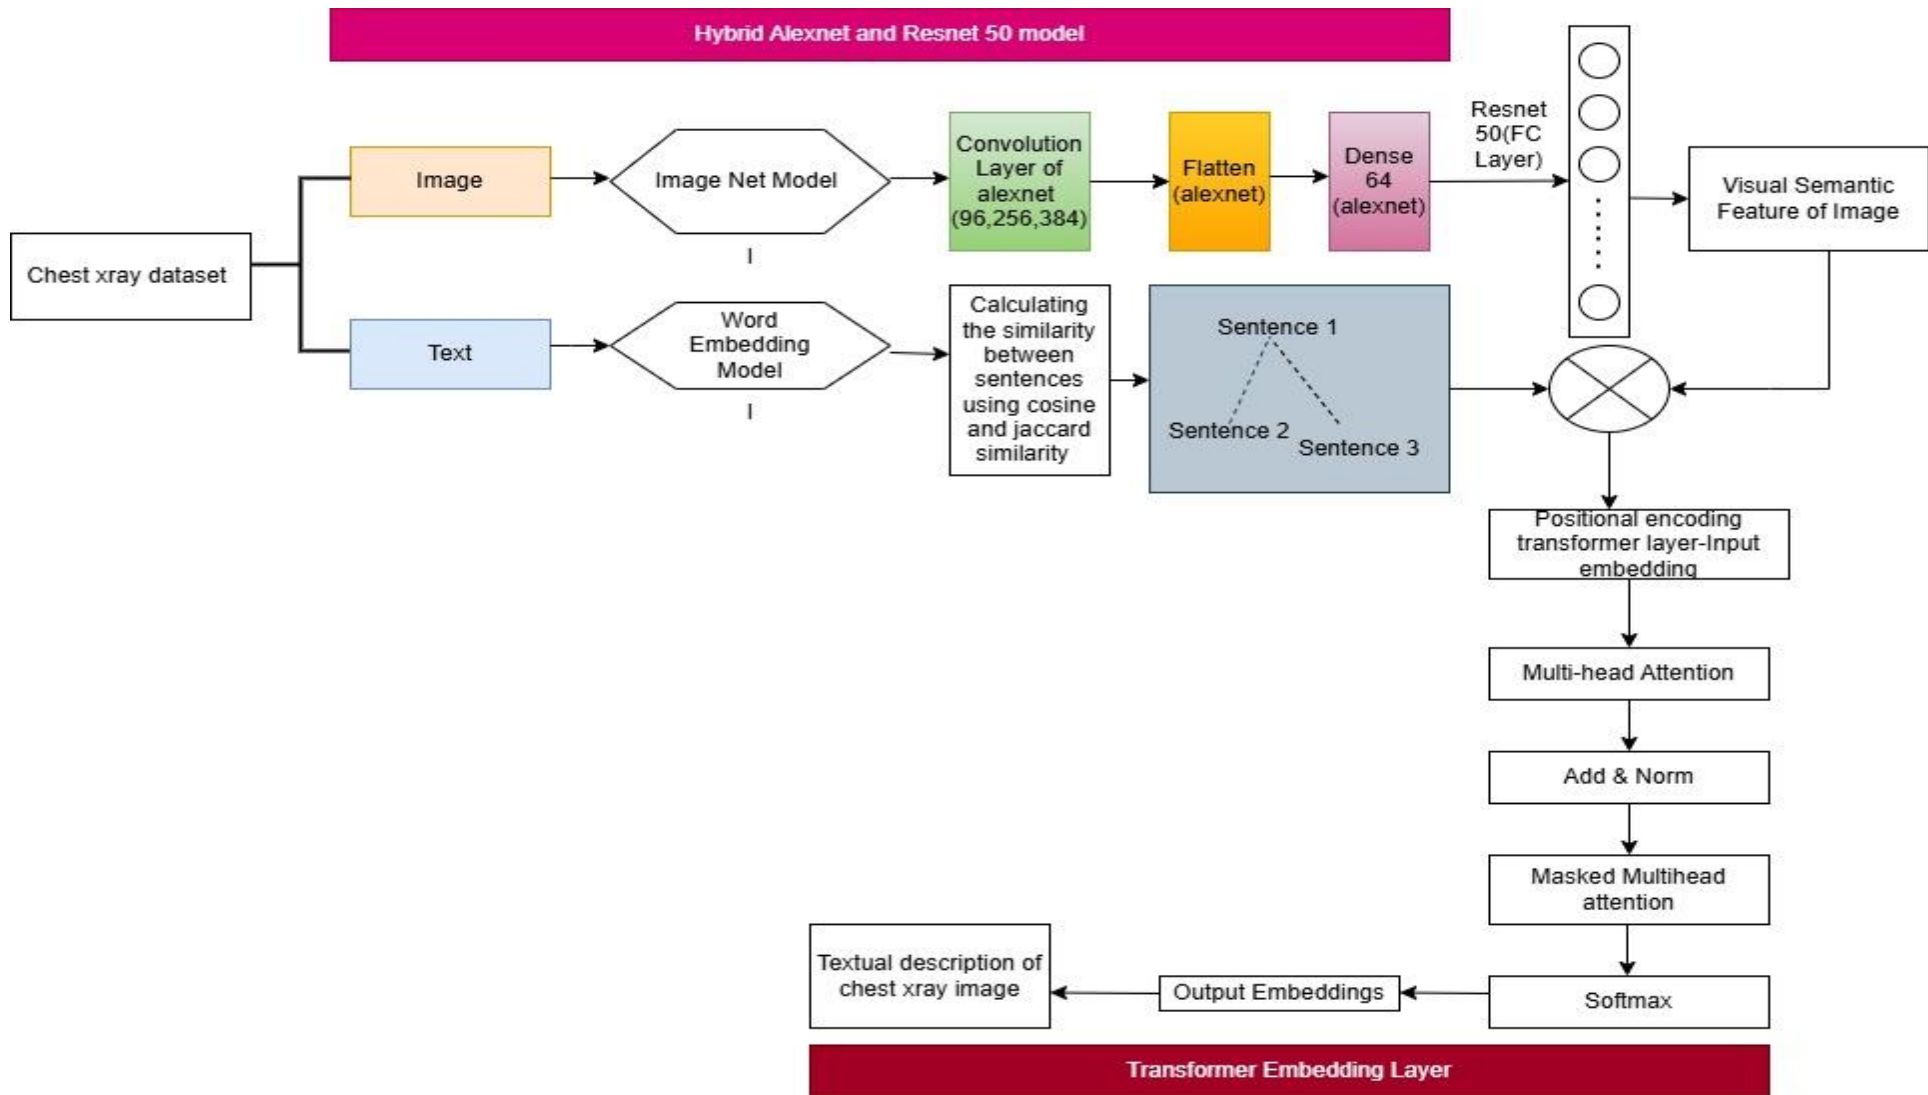 Hybrid Alexnet and Resnet 50 model
Image
Image Net Model
Convolution
Layer of
alexnet
(96,256,384)
Flatten
(alexnet)
Dense
64
(alexnet)
Resnet
50(FC
Layer)
Visual Semantic
Feature of Image
I
Chest xray dataset
Text
Word
Embedding
Model
I
Calculating
the similarity
between
sentences
using cosine
and jaccard
similarity
Sentence 1
Sentence 2
Sentence 3
Positional encoding
transformer layer-Input
embedding
Multi-head Attention
Add & Norm
Masked Multihead
attention
Softmax
Output Embeddings
Textual description of
chest xray image
Transformer Embedding Layer